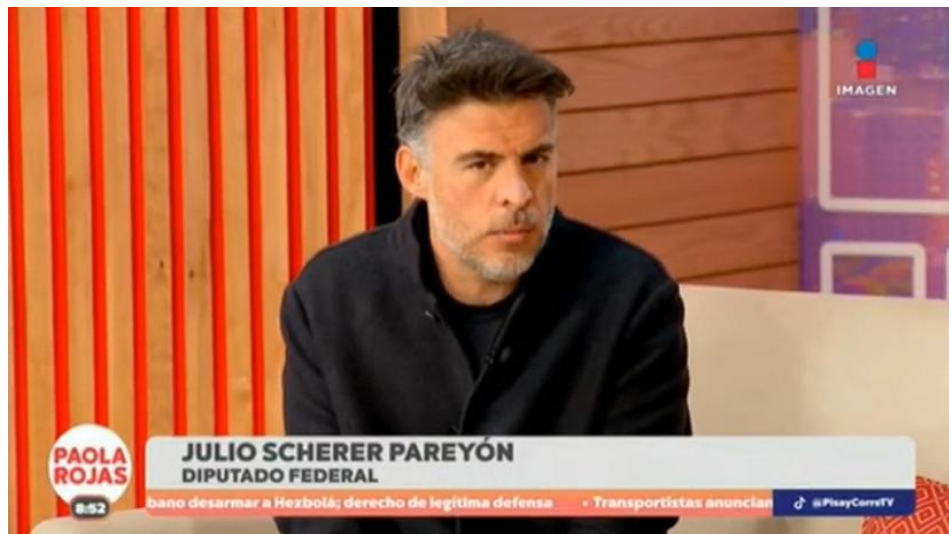 IMAGEN
JULIO SCHERER PAREYÓN
DIPUTADO FEDERAL
PAOLA
ROJAS
8:52
bano desarmar a Hezbolá; derecho de legítima defensa • Transportistas anuncian
@PisayCorreTV